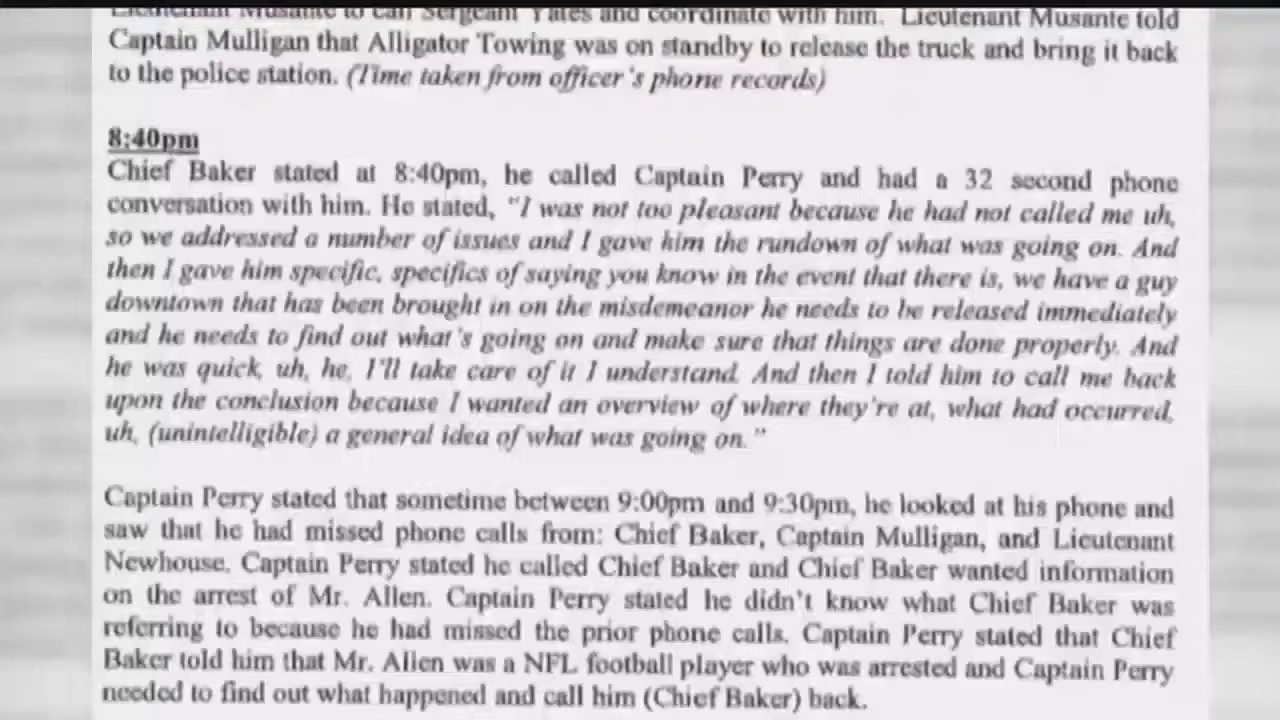 Lieutenant Musante to call Sergeant Yates and coordinate with him. Lieutenant Musante told
Captain Mulligan that Alligator Towing was on standby to release the truck and bring it back
to the police station. (Time taken from officer's phone records)
8:40pm
Chief Baker stated at 8:40pm, he called Captain Perry and had a 32 second phone
conversation with him. He stated, "I was not too pleasant because he had not called me uh,
so we addressed a number of issues and I gave him the rundown of what was going on. And
then I gave him specific, specifics of saying you know in the event that there is, we have a guy
downtown that has been brought in on the misdemeanor he needs to be released immediately
and he needs to find out what's going on and make sure that things are done properly. And
he was quick, uh, he, I'll take care of it I understand. And then I told him to call me back
upon the conclusion because I wanted an overview of where they're at, what had occurred,
uh, (unintelligible) a general idea of what was going on."
Captain Perry stated that sometime between 9:00pm and 9:30pm, he looked at his phone and
saw that he had missed phone calls from: Chief Baker, Captain Mulligan, and Lieutenant
Newhouse. Captain Perry stated he called Chief Baker and Chief Baker wanted information
on the arrest of Mr. Allen. Captain Perry stated he didn't know what Chief Baker was
referring to because he had missed the prior phone calls. Captain Perry stated that Chief
Baker told him that Mr. Allen was a NFL football player who was arrested and Captain Perry
needed to find out what happened and call him (Chief Baker) back.